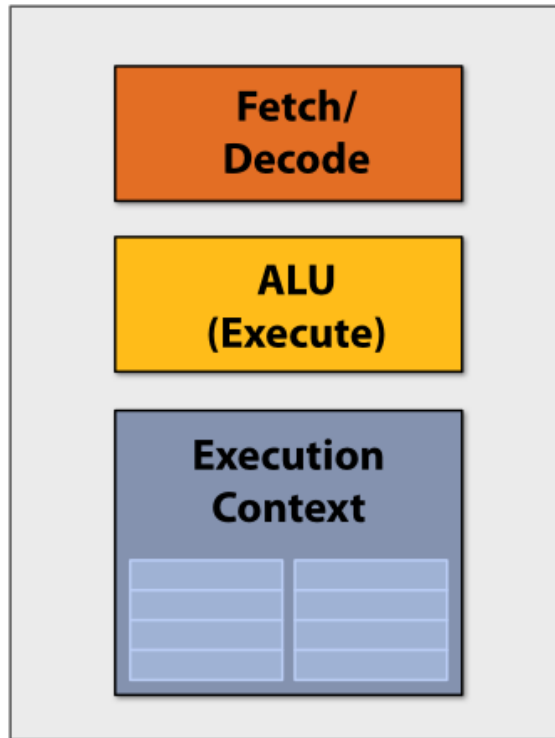 Fetch/
Decode
ALU
(Execute)
Execution
Context